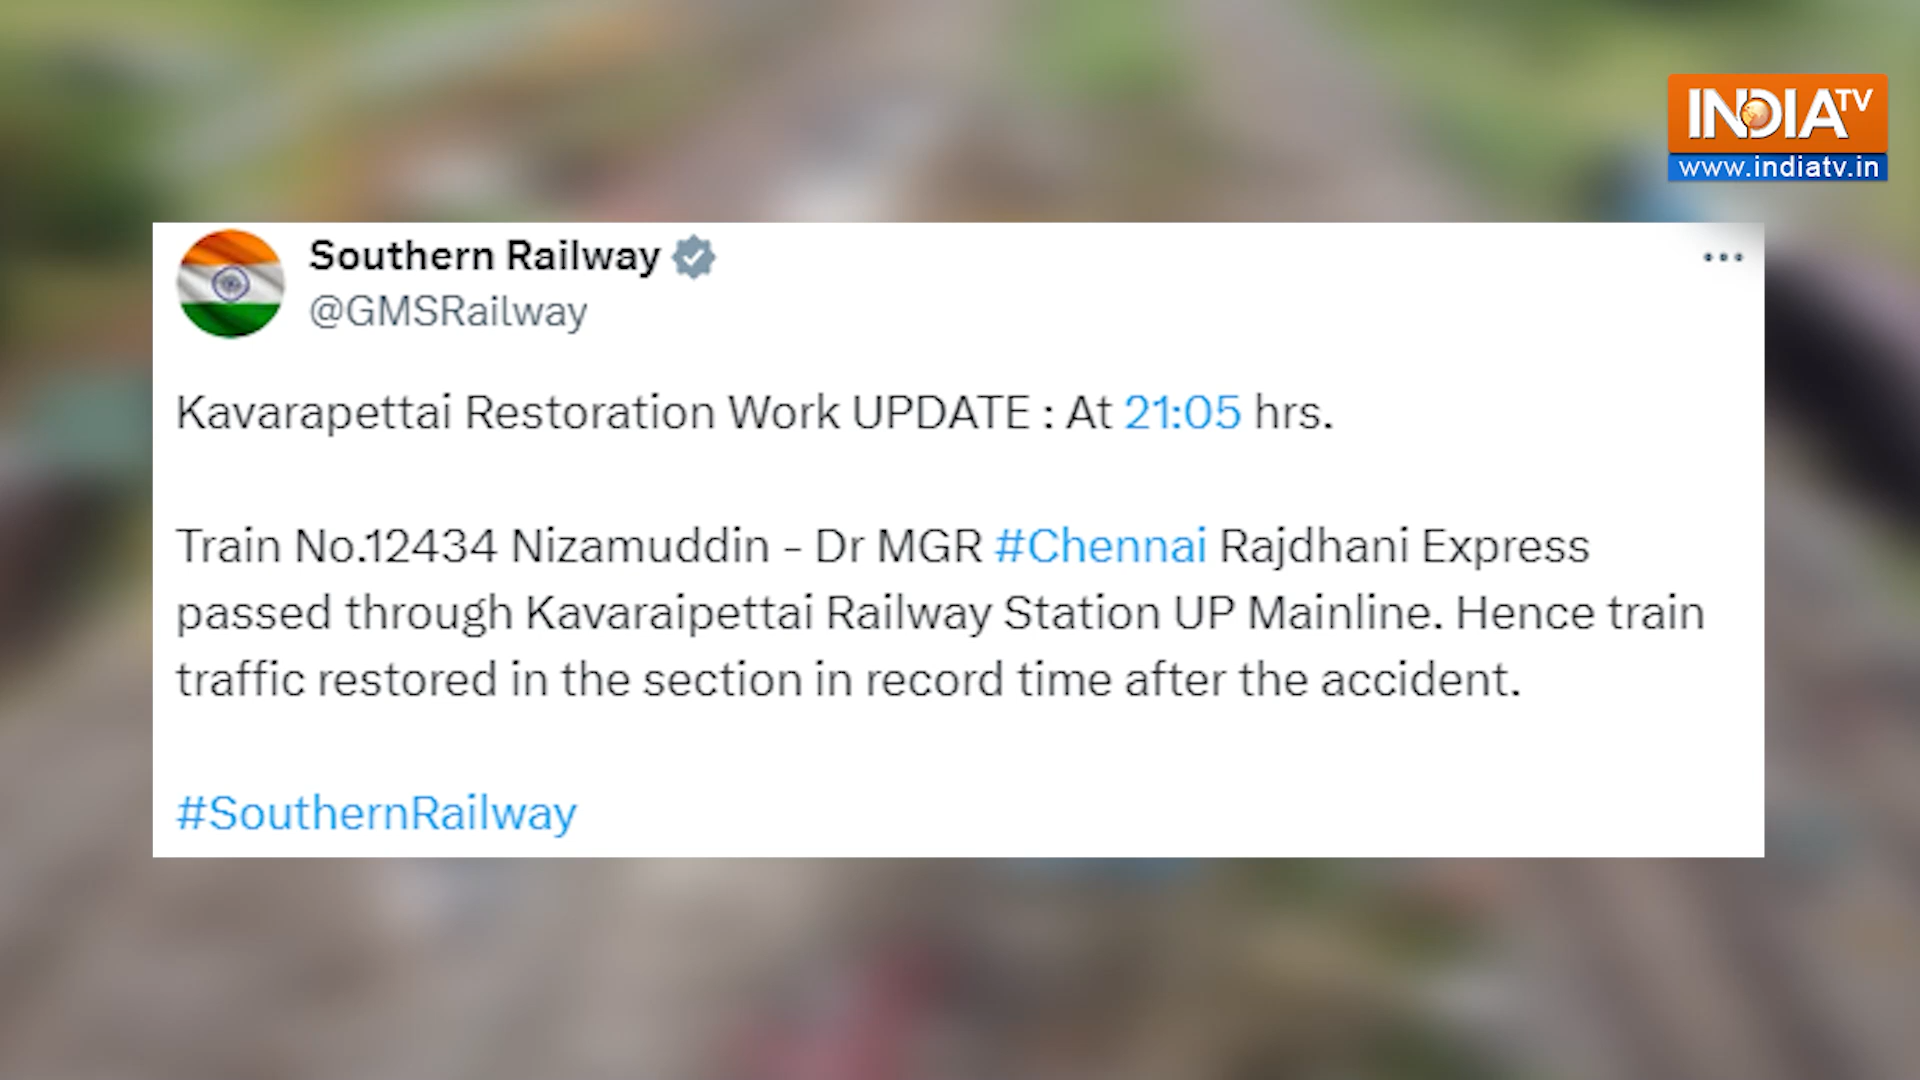 INDIA TV
www.indiatv.in
Southern Railway
@GMSRailway
Kavarapettai Restoration Work UPDATE : At 21:05 hrs.
Train No.12434 Nizamuddin - Dr MGR #Chennai Rajdhani Express
passed through Kavaraipettai Railway Station UP Mainline. Hence train
traffic restored in the section in record time after the accident.
#SouthernRailway